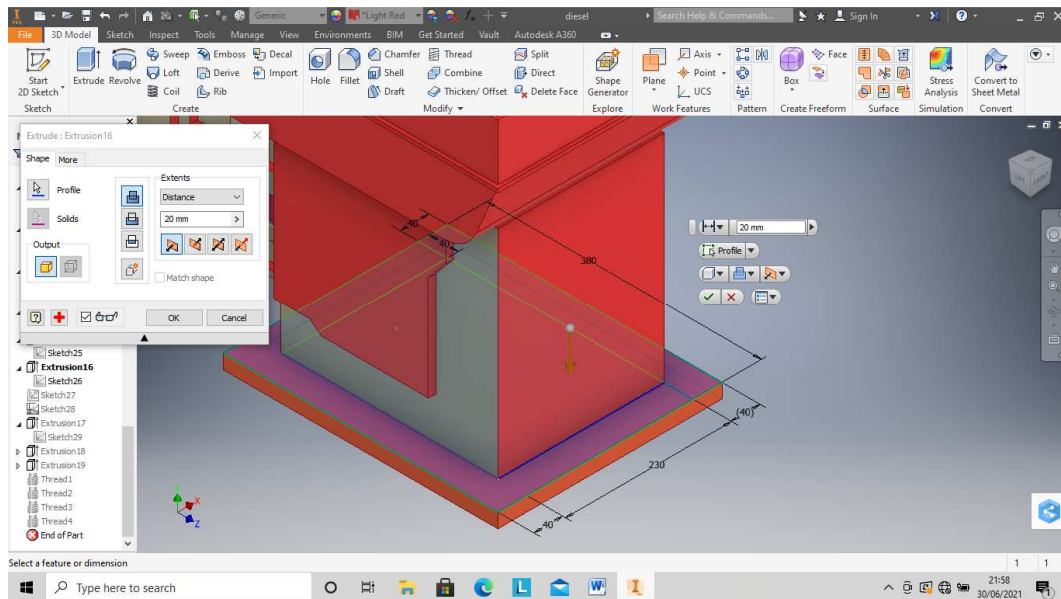 I PRO Generic *Light Red diesel Search Help & Commands... Sign In
File 3D Model Sketch Inspect Tools Manage View Environments BIM Get Started Vault Autodesk A360
Start 2D Sketch Extrude Revolve Sweep Emboss Decal Hole Fillet Chamfer Thread Split Shape Generator Plane Axis Box Face Stress Analysis Convert to Sheet Metal
Loft Derive Import Shell Combine Direct Point
Coil Rib Draft Thicken/ Offset Delete Face UCS
Sketch Create Modify Explore Work Features Pattern Create Freeform Surface Simulation Convert
Extrude : Extrusion16
Shape More
Profile
Solids
Output
Extents
Distance
20 mm
Match shape
OK Cancel
Sketch25
Extrusion16
Sketch26
Sketch27
Sketch28
Extrusion17
Sketch29
Extrusion18
Extrusion19
Thread1
Thread2
Thread3
Thread4
End of Part
40
40
380
(40)
230
40
20 mm
Profile
TOP
LEFT FRONT
X
Z
Select a feature or dimension 1 1
Type here to search
21:58
30/06/2021